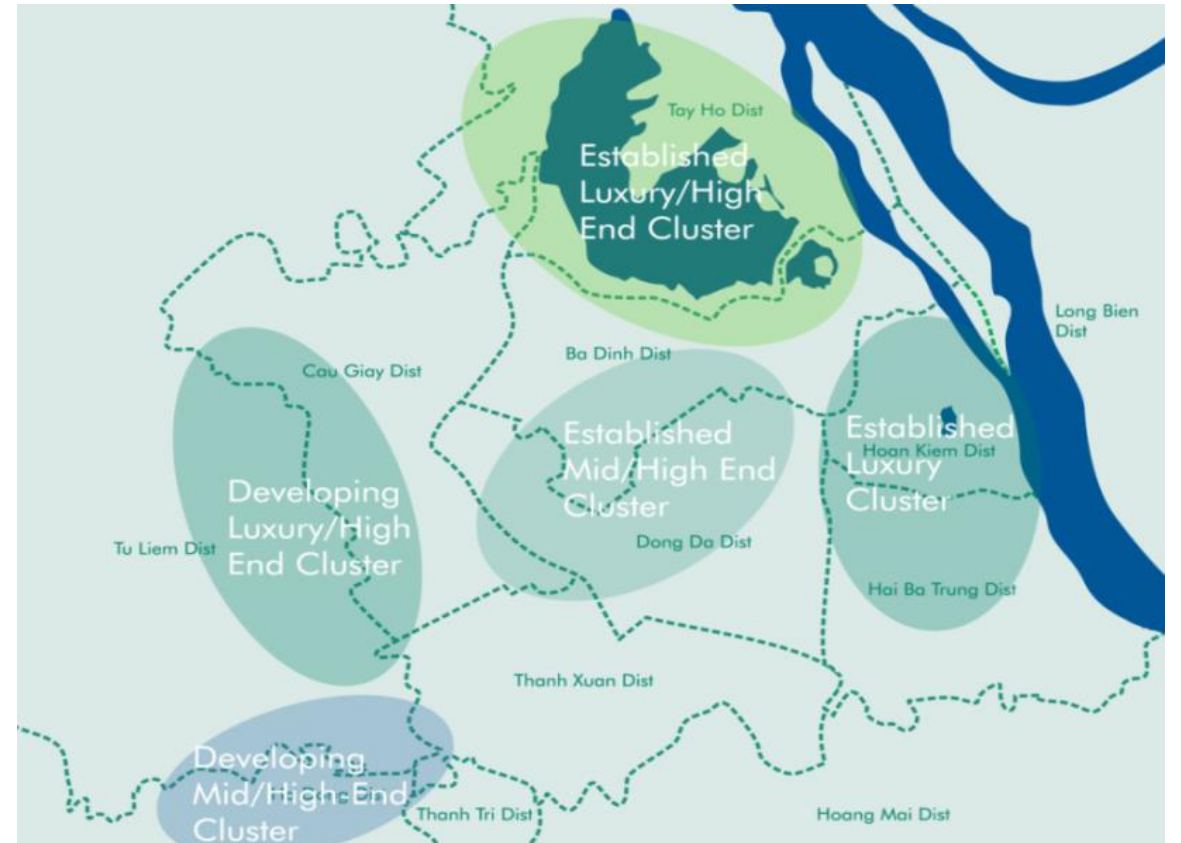 Tay Ho Dist
Established
Luxury/High
End Cluster
Long Bien
Dist
Ba Dinh Dist
Cau Giay Dist
Established
Mid/High End
Cluster
Established
Luxury
Cluster
Hoan Kiem Dist
Developing
Luxury/High
End Cluster
Tu Liem Dist
Dong Da Dist
Hai Ba Trung Dist
Thanh Xuan Dist
Developing
Mid/High-End
Cluster
Thanh Tri Dist
Hoang Mai Dist